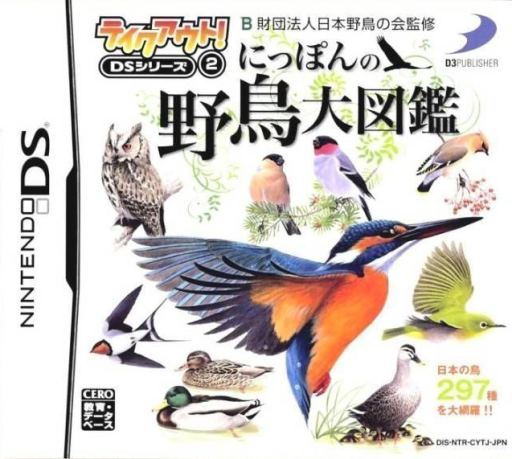 テイクアウト!
DSシリーズ 2
財団法人日本野鳥の会監修
にっぽんの
野鳥大図鑑
D3PUBLISHER
NINTENDO DS
日本の鳥
297種
を大網羅!!
CERO
教育・
データ
ベース
DIS-NTR-CYTJ-JPN